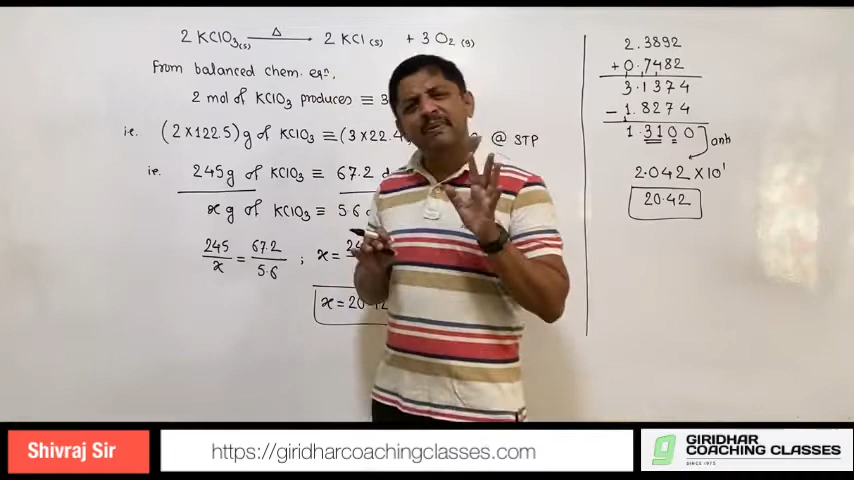 2 KClO3(s) —Δ→ 2 KCl(s) + 3 O2(g)
From balanced chem. eqn.
2 mol of KClO3 produces ≡ 3
ie. (2×122.5)g of KClO3 ≡ (3×22.4 @ STP
ie. 245g of KClO3 ≡ 67.2
x g of KClO3 ≡ 5.6
245/x = 67.2/5.6 ; x =
x = 20.42
2.3892
+ 0.7482
3.1374
− 1.8274
1.3100
antl
2.042 × 10¹
20.42
Shivraj Sir
https://giridharcoachingclasses.com
GIRIDHAR
COACHING CLASSES
SINCE 1975